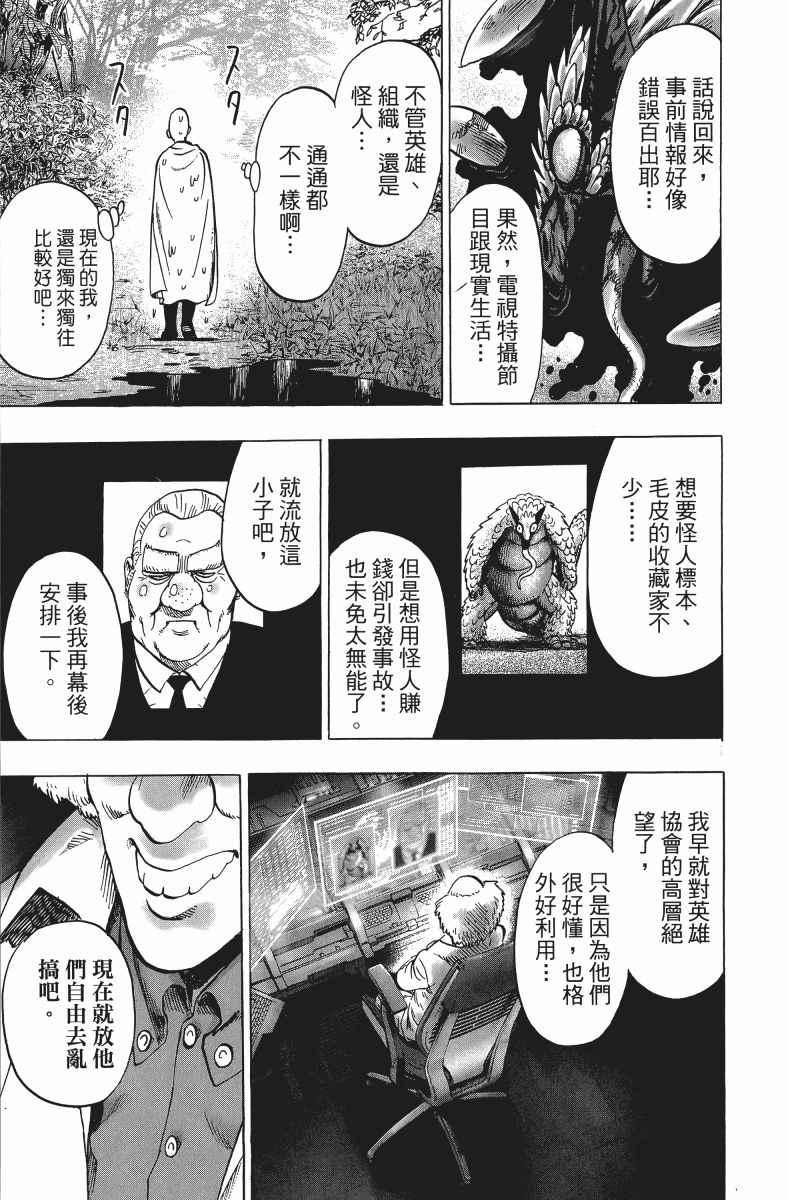 話說回來，
事前情報好像
錯誤百出耶…
果然，電視特攝節
目跟現實生活…
不管英雄、
組織，還是
怪人…
通通都
不一樣啊…
スタ
スタ
現在的我，
還是獨來獨往
比較好吧…
想要怪人標本、
毛皮的收藏家不
少……
但是想用怪人賺
錢卻引發事故…
也未免太無能了。
就流放這
小子吧，
事後我再幕後
安排一下。
我早就對英雄
協會的高層絕
望了，
只是因為他們
很好懂，也格
外好利用…
現在就放他
們自由去亂
搞吧。